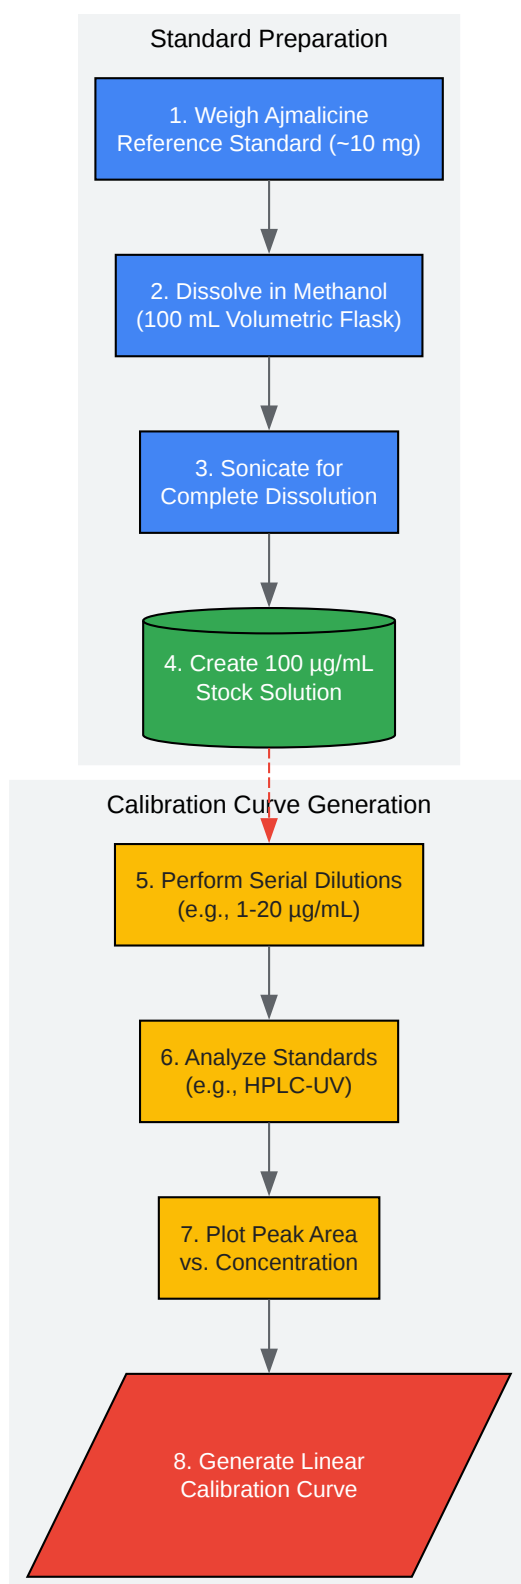 Standard Preparation
1. Weigh Ajmalicine
Reference Standard (~10 mg)
2. Dissolve in Methanol
(100 mL Volumetric Flask)
3. Sonicate for
Complete Dissolution
4. Create 100 µg/mL
Stock Solution
Calibration Curve Generation
5. Perform Serial Dilutions
(e.g., 1-20 µg/mL)
6. Analyze Standards
(e.g., HPLC-UV)
7. Plot Peak Area
vs. Concentration
8. Generate Linear
Calibration Curve